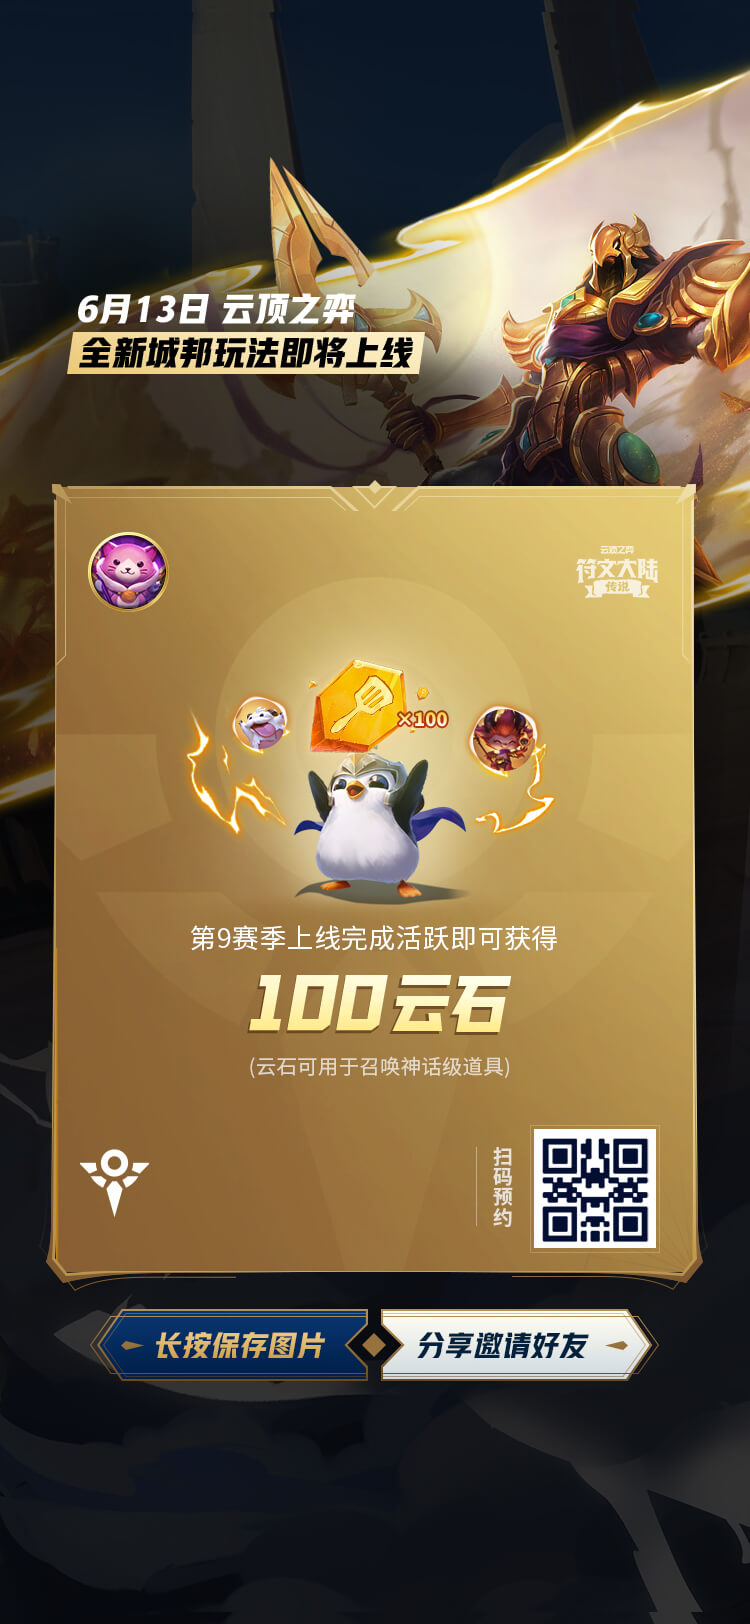 6月13日 云顶之弈
全新城邦玩法即将上线
云顶之弈
符文大陆
传说
×100
第9赛季上线完成活跃即可获得
100云石
(云石可用于召唤神话级道具)
扫码预约
长按保存图片
分享邀请好友